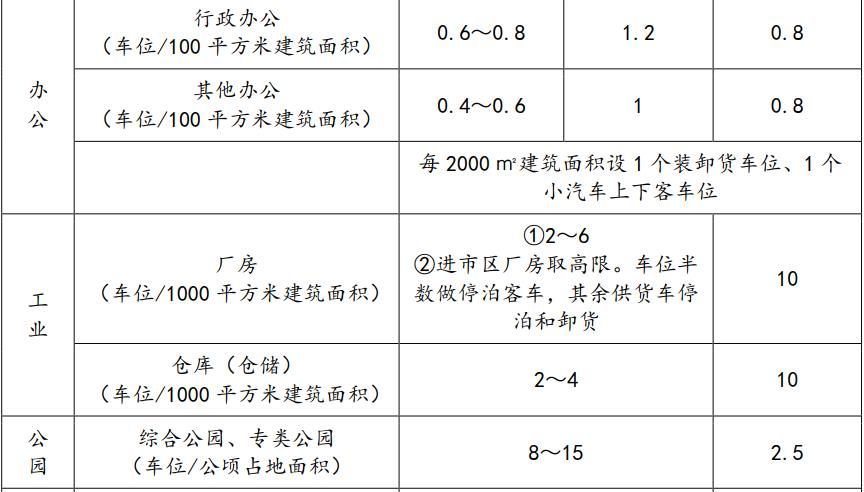 办
公
行政办公
（车位/100 平方米建筑面积）
0.6～0.8
1.2
0.8
其他办公
（车位/100 平方米建筑面积）
0.4～0.6
1
0.8
每 2000 ㎡建筑面积设 1 个装卸货车位、1 个
小汽车上下客车位
工
业
厂房
（车位/1000 平方米建筑面积）
①2～6
②进市区厂房取高限。车位半
数做停泊客车，其余供货车停
泊和卸货
10
仓库（仓储）
（车位/1000 平方米建筑面积）
2～4
10
公
园
综合公园、专类公园
（车位/公顷占地面积）
8～15
2.5